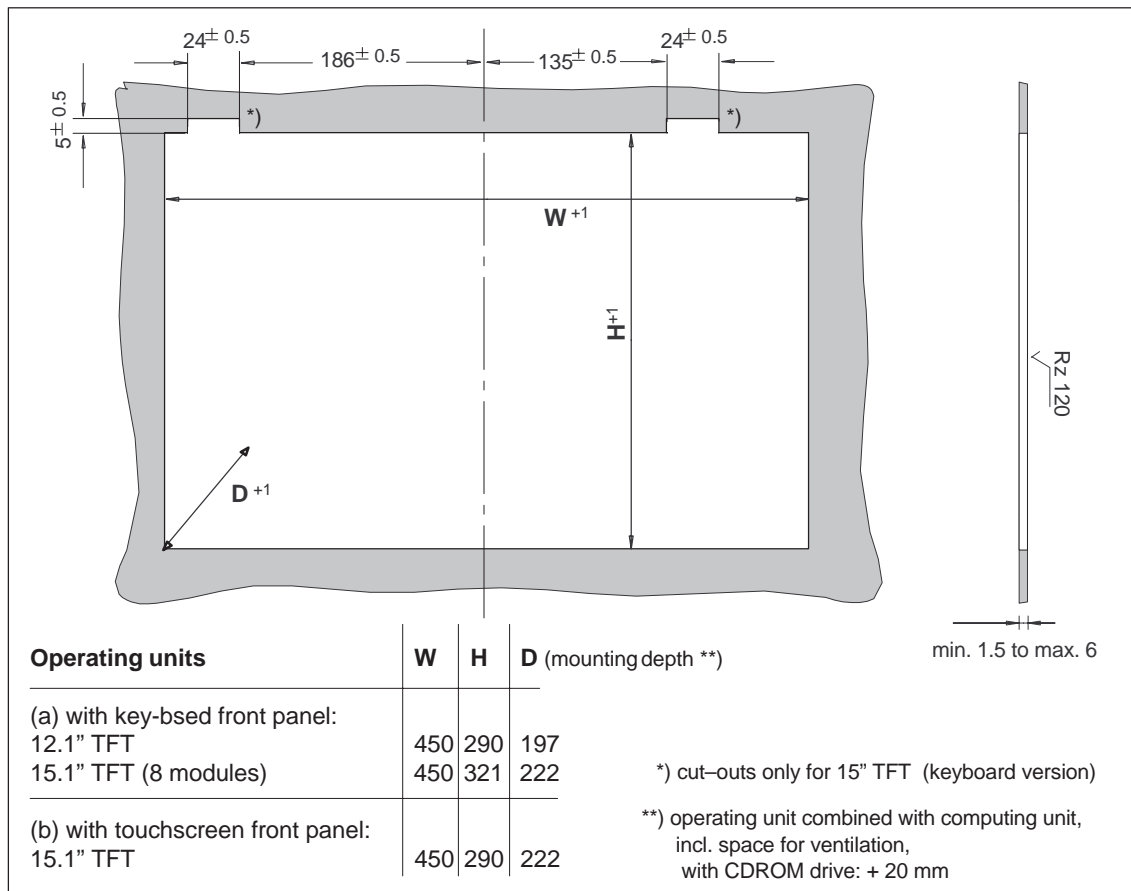 24± 0.5
186± 0.5
135± 0.5
24± 0.5
5± 0.5
*)
*)
W +1
H+1
D +1
Rz 120
min. 1.5 to max. 6
Operating units W H D (mounting depth **)
(a) with key-bsed front panel:
12.1” TFT 450 290 197
15.1” TFT (8 modules) 450 321 222
(b) with touchscreen front panel:
15.1” TFT 450 290 222
*) cut–outs only for 15” TFT (keyboard version)
**) operating unit combined with computing unit,
incl. space for ventilation,
with CDROM drive: + 20 mm